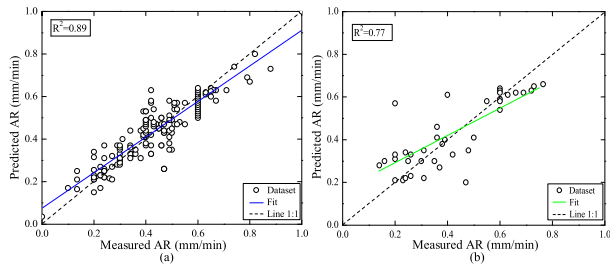 (a)
R²=0.89
Predicted AR (mm/min)
1.0
0.8
0.6
0.4
0.2
0.0
Dataset
Fit
Line 1:1
0.0 0.2 0.4 0.6 0.8 1.0
Measured AR (mm/min)
(a)
(b)
R²=0.77
Predicted AR (mm/min)
1.0
0.8
0.6
0.4
0.2
0.0
Dataset
Fit
Line 1:1
0.0 0.2 0.4 0.6 0.8 1.0
Measured AR (mm/min)
(b)